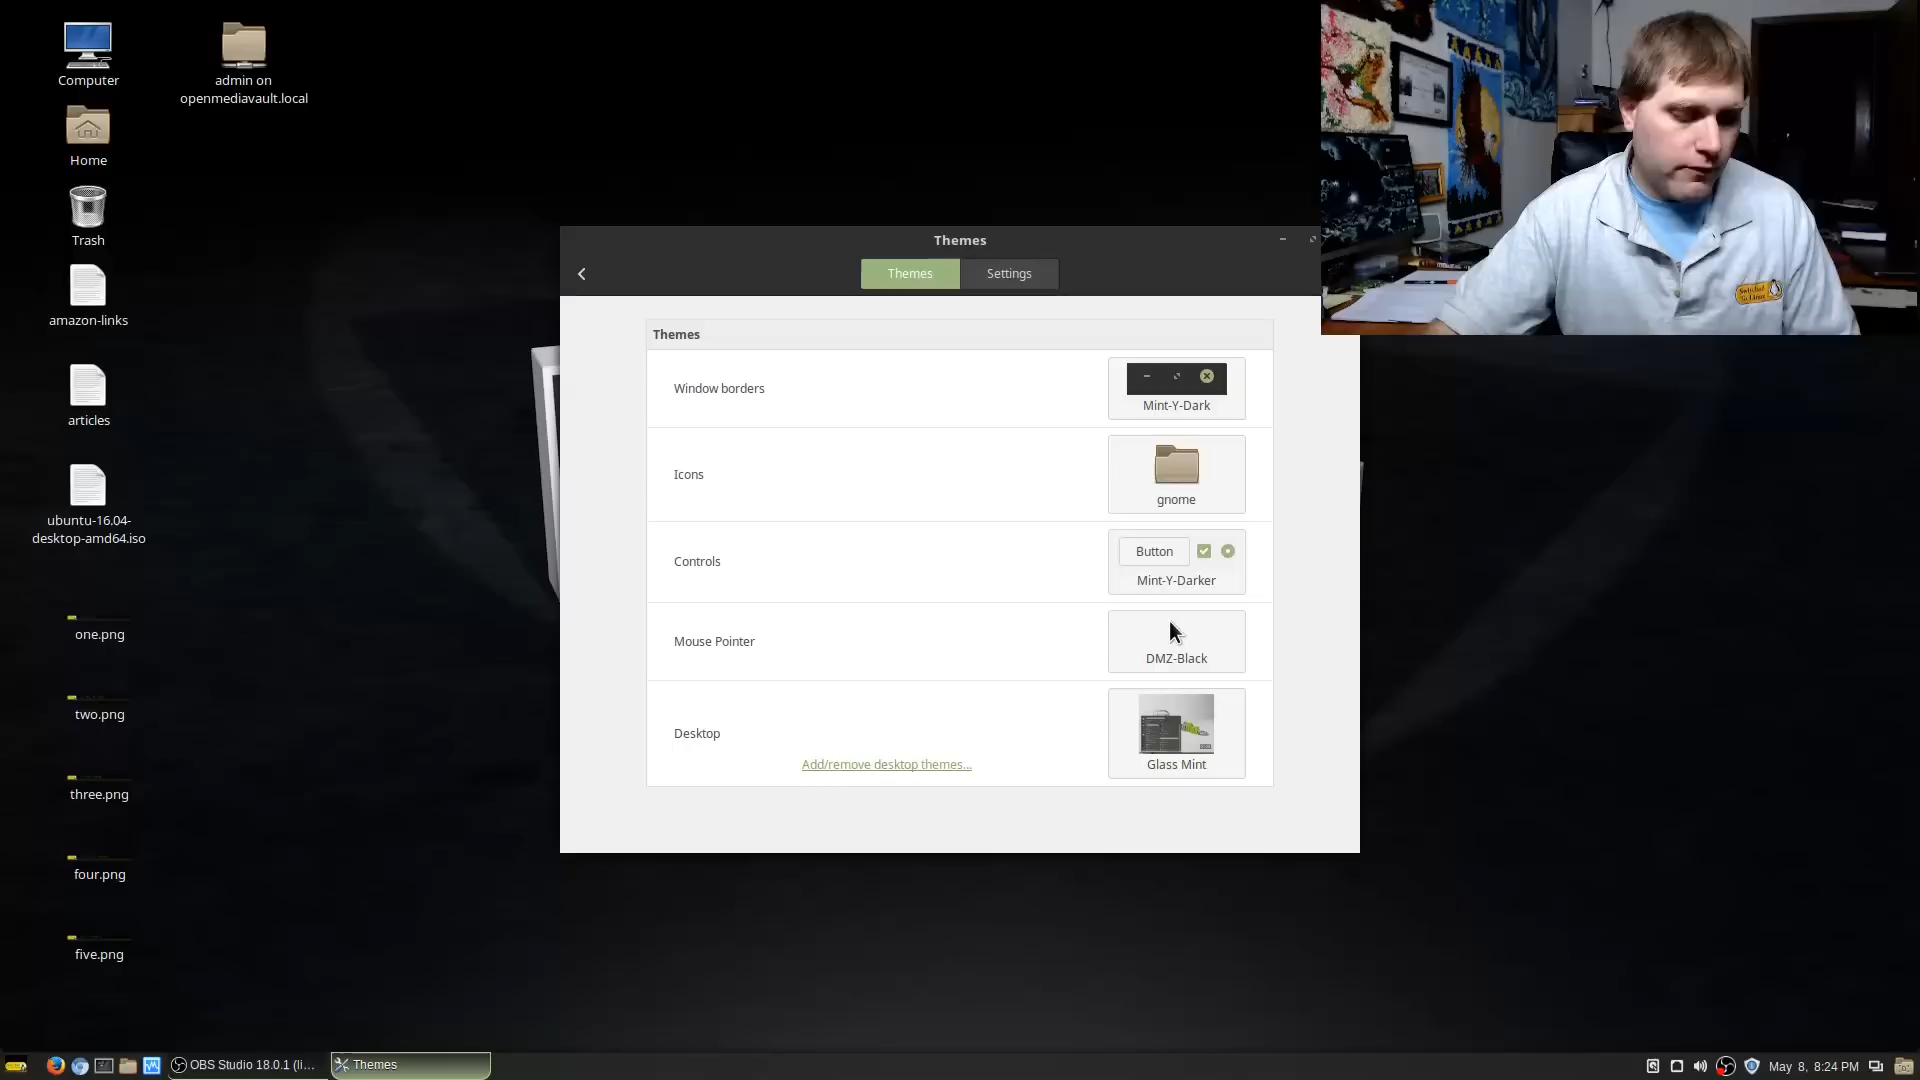 Computer
admin on
openmediavault.local
Home
Trash
amazon-links
articles
ubuntu-16.04-
desktop-amd64.iso
one.png
two.png
three.png
four.png
five.png
Themes
Themes
Settings
Themes
Window borders
Mint-Y-Dark
Icons
gnome
Controls
Button
Mint-Y-Darker
Mouse Pointer
DMZ-Black
Desktop
Add/remove desktop themes...
Glass Mint
Switched
To Linux
OBS Studio 18.0.1 (li...
Themes
May 8, 8:24 PM